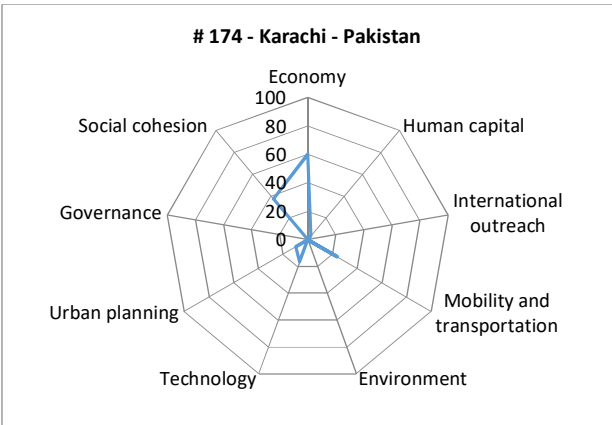 # 174 - Karachi - Pakistan
Economy
100
80
60
40
20
0
Human capital
International
outreach
Mobility and
transportation
Environment
Technology
Urban planning
Governance
Social cohesion